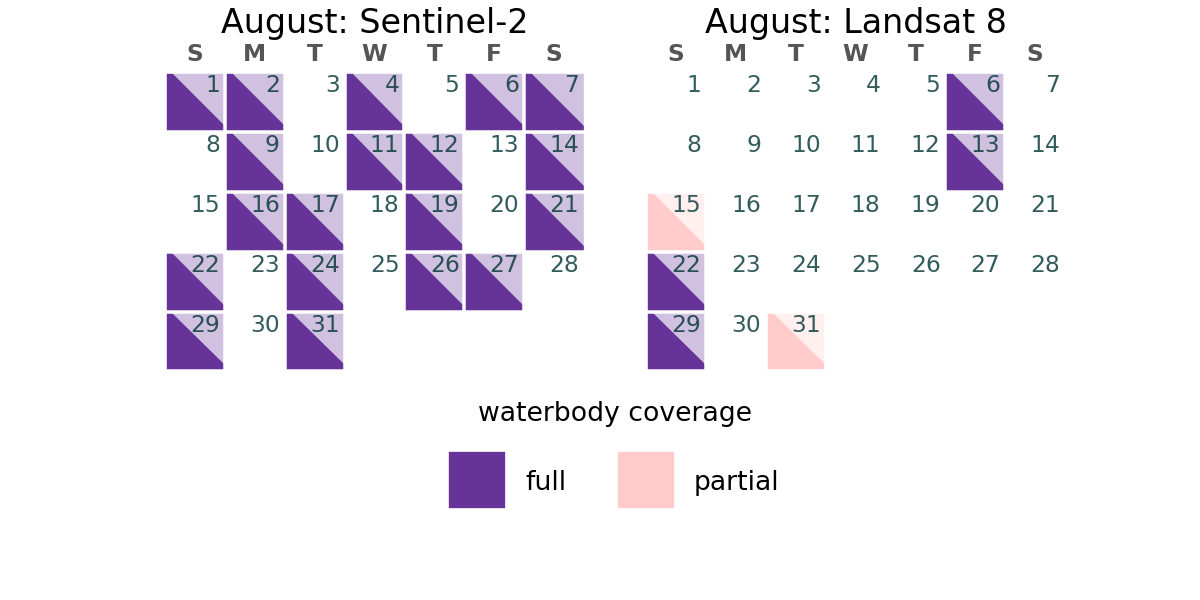 August: Sentinel-2
S M T W T F S
1 2 3 4 5 6 7
8 9 10 11 12 13 14
15 16 17 18 19 20 21
22 23 24 25 26 27 28
29 30 31
August: Landsat 8
S M T W T F S
1 2 3 4 5 6 7
8 9 10 11 12 13 14
15 16 17 18 19 20 21
22 23 24 25 26 27 28
29 30 31
waterbody coverage
full partial